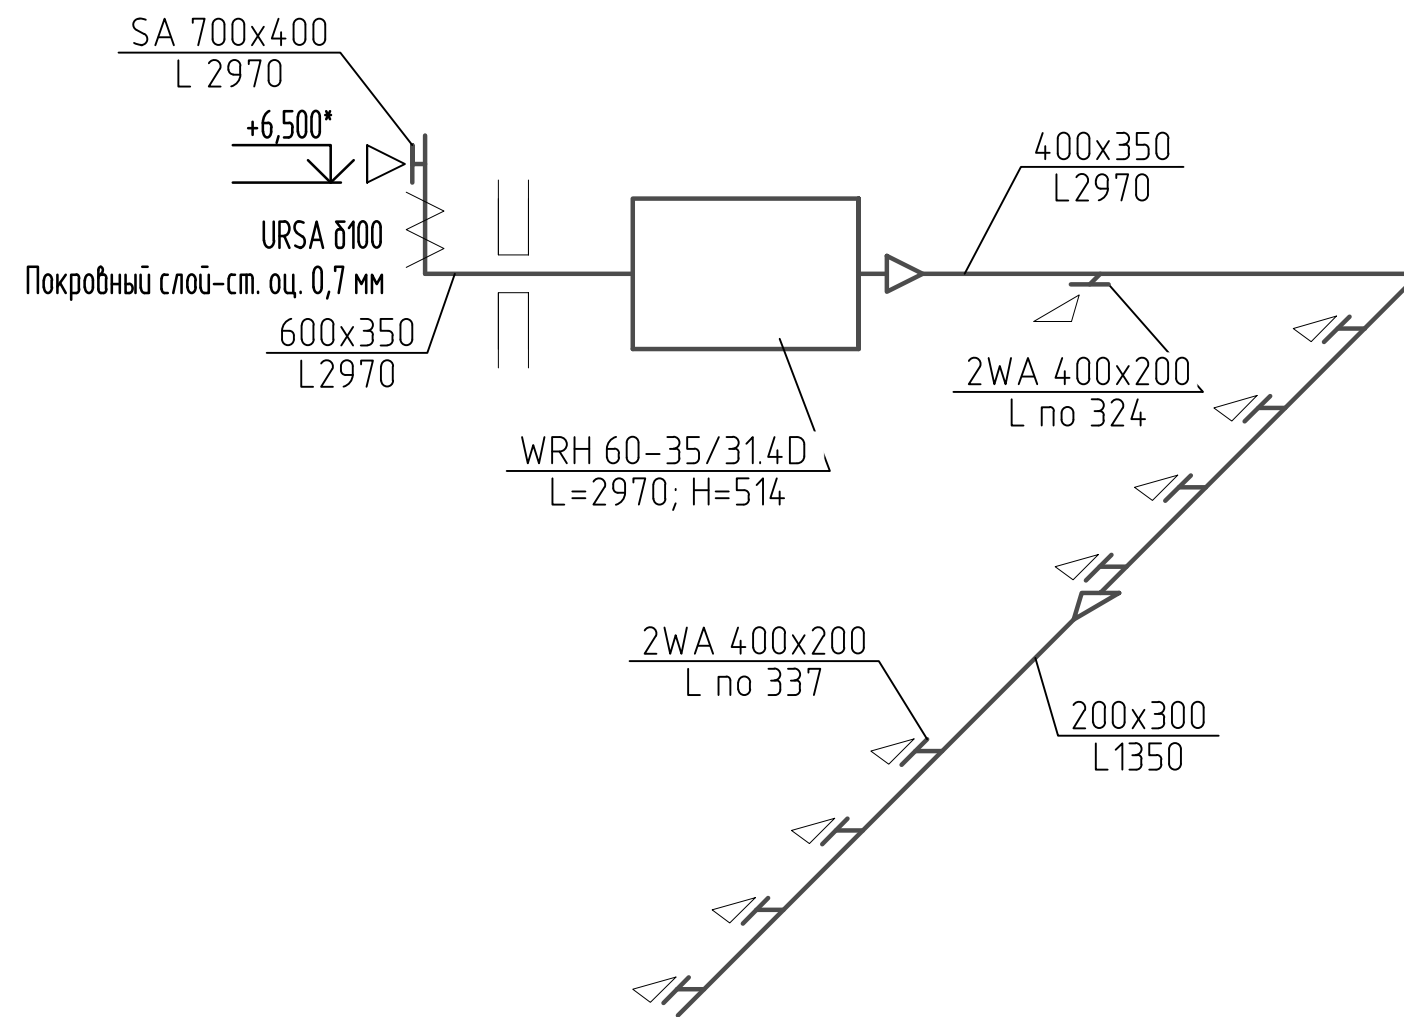 SA 700x400
L 2970
+6,500*
URSA δ100
Покровный слой-ст. оц. 0,7 мм
600x350
L2970
400x350
L2970
2WA 400x200
L по 324
WRH 60-35/31.4D
L=2970; H=514
2WA 400x200
L по 337
200x300
L1350